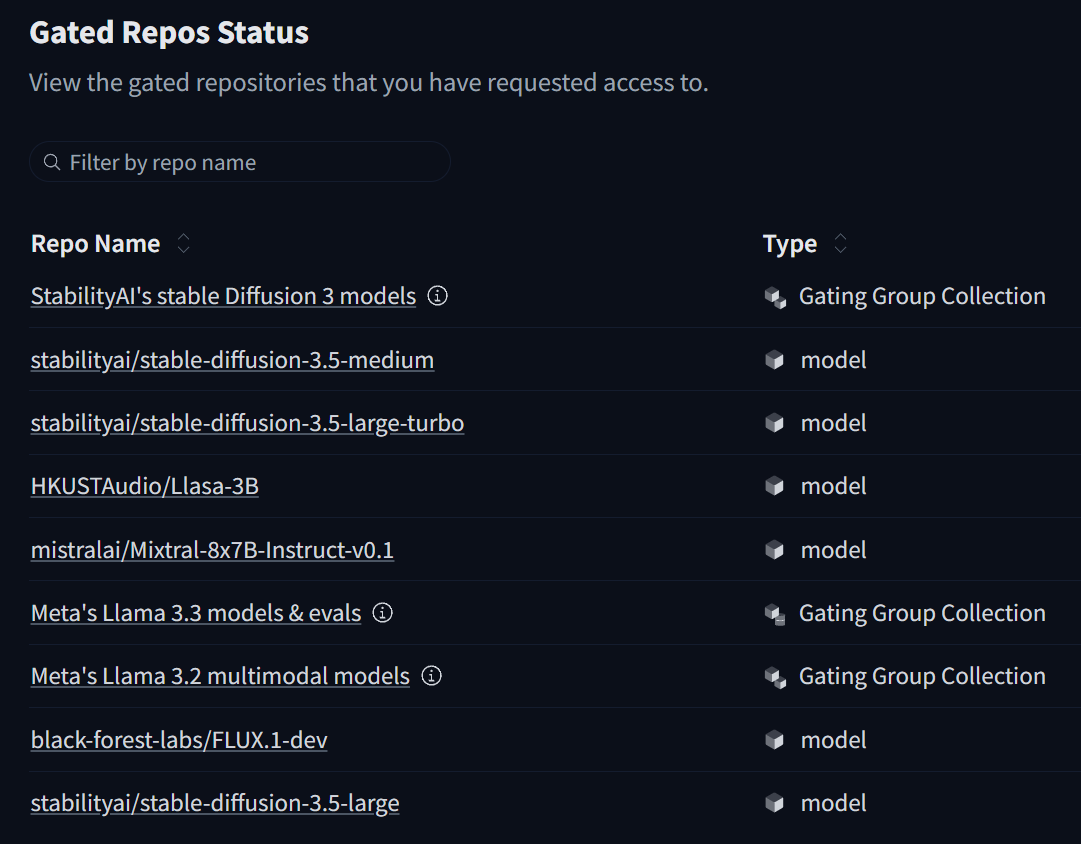 Gated Repos Status
View the gated repositories that you have requested access to.
Filter by repo name
Repo Name Type
StabilityAI's stable Diffusion 3 models Gating Group Collection
stabilityai/stable-diffusion-3.5-medium model
stabilityai/stable-diffusion-3.5-large-turbo model
HKUSTAudio/Llasa-3B model
mistralai/Mixtral-8x7B-Instruct-v0.1 model
Meta's Llama 3.3 models & evals Gating Group Collection
Meta's Llama 3.2 multimodal models Gating Group Collection
black-forest-labs/FLUX.1-dev model
stabilityai/stable-diffusion-3.5-large model